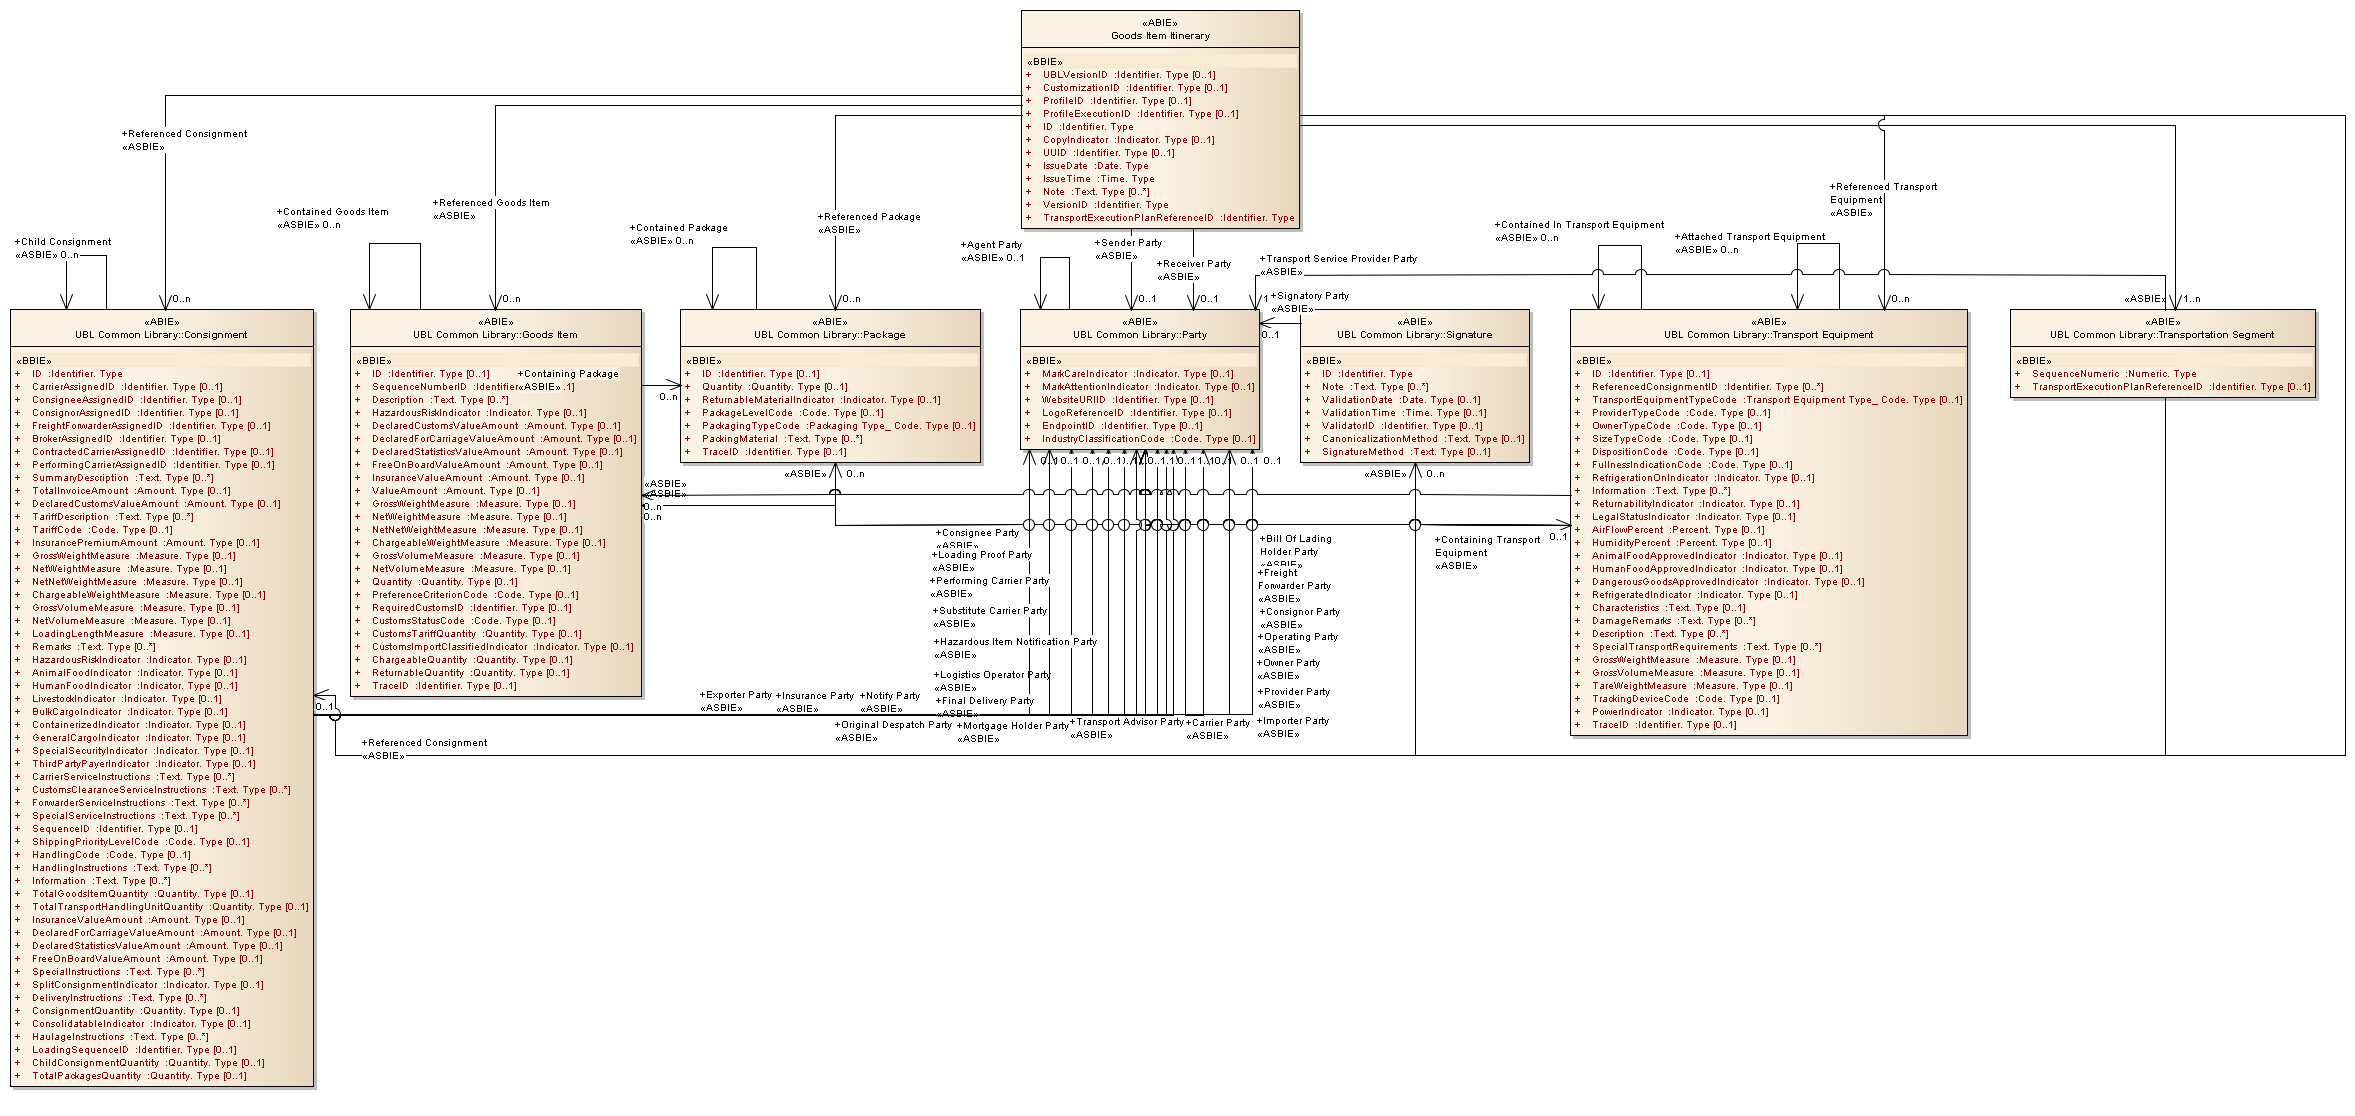 «ABIE»
Goods Item Itinerary
«BBIE»
+ UBLVersionID :Identifier. Type [0..1]
+ CustomizationID :Identifier. Type [0..1]
+ ProfileID :Identifier. Type [0..1]
+ ProfileExecutionID :Identifier. Type [0..1]
+ ID :Identifier. Type
+ CopyIndicator :Indicator. Type [0..1]
+ UUID :Identifier. Type [0..1]
+ IssueDate :Date. Type
+ IssueTime :Time. Type
+ Note :Text. Type [0..*]
+ VersionID :Identifier. Type
+ TransportExecutionPlanReferenceID :Identifier. Type
+Referenced Consignment
«ASBIE»
0..n
+Referenced Goods Item
«ASBIE»
0..n
+Referenced Package
«ASBIE»
0..n
+Sender Party
«ASBIE»
0..1
+Receiver Party
«ASBIE»
0..1
+Transport Service Provider Party
«ASBIE»
1
+Signatory Party
«ASBIE»
0..1
+Referenced Transport
Equipment
«ASBIE»
0..n
«ASBIE»
1..n
+Child Consignment
«ASBIE» 0..n
+Contained Goods Item
«ASBIE» 0..n
+Contained Package
«ASBIE» 0..n
+Agent Party
«ASBIE» 0..1
+Contained In Transport Equipment
«ASBIE» 0..n
+Attached Transport Equipment
«ASBIE» 0..n
«ABIE»
UBL Common Library::Consignment
«BBIE»
+ ID :Identifier. Type
+ CarrierAssignedID :Identifier. Type [0..1]
+ ConsigneeAssignedID :Identifier. Type [0..1]
+ ConsignorAssignedID :Identifier. Type [0..1]
+ FreightForwarderAssignedID :Identifier. Type [0..1]
+ BrokerAssignedID :Identifier. Type [0..1]
+ ContractedCarrierAssignedID :Identifier. Type [0..1]
+ PerformingCarrierAssignedID :Identifier. Type [0..1]
+ SummaryDescription :Text. Type [0..*]
+ TotalInvoiceAmount :Amount. Type [0..1]
+ DeclaredCustomsValueAmount :Amount. Type [0..1]
+ TariffDescription :Text. Type [0..*]
+ TariffCode :Code. Type [0..1]
+ InsurancePremiumAmount :Amount. Type [0..1]
+ GrossWeightMeasure :Measure. Type [0..1]
+ NetWeightMeasure :Measure. Type [0..1]
+ NetNetWeightMeasure :Measure. Type [0..1]
+ ChargeableWeightMeasure :Measure. Type [0..1]
+ GrossVolumeMeasure :Measure. Type [0..1]
+ NetVolumeMeasure :Measure. Type [0..1]
+ LoadingLengthMeasure :Measure. Type [0..1]
+ Remarks :Text. Type [0..*]
+ HazardousRiskIndicator :Indicator. Type [0..1]
+ AnimalFoodIndicator :Indicator. Type [0..1]
+ HumanFoodIndicator :Indicator. Type [0..1]
+ LivestockIndicator :Indicator. Type [0..1]
+ BulkCargoIndicator :Indicator. Type [0..1]
+ ContainerizedIndicator :Indicator. Type [0..1]
+ GeneralCargoIndicator :Indicator. Type [0..1]
+ SpecialSecurityIndicator :Indicator. Type [0..1]
+ ThirdPartyPayerIndicator :Indicator. Type [0..1]
+ CarrierServiceInstructions :Text. Type [0..*]
+ CustomsClearanceServiceInstructions :Text. Type [0..*]
+ ForwarderServiceInstructions :Text. Type [0..*]
+ SpecialServiceInstructions :Text. Type [0..*]
+ SequenceID :Identifier. Type [0..1]
+ ShippingPriorityLevelCode :Code. Type [0..1]
+ HandlingCode :Code. Type [0..1]
+ HandlingInstructions :Text. Type [0..*]
+ Information :Text. Type [0..*]
+ TotalGoodsItemQuantity :Quantity. Type [0..1]
+ TotalTransportHandlingUnitQuantity :Quantity. Type [0..1]
+ InsuranceValueAmount :Amount. Type [0..1]
+ DeclaredForCarriageValueAmount :Amount. Type [0..1]
+ DeclaredStatisticsValueAmount :Amount. Type [0..1]
+ FreeOnBoardValueAmount :Amount. Type [0..1]
+ SpecialInstructions :Text. Type [0..*]
+ SplitConsignmentIndicator :Indicator. Type [0..1]
+ DeliveryInstructions :Text. Type [0..*]
+ ConsignmentQuantity :Quantity. Type [0..1]
+ ConsolidatableIndicator :Indicator. Type [0..1]
+ HaulageInstructions :Text. Type [0..*]
+ LoadingSequenceID :Identifier. Type [0..1]
+ ChildConsignmentQuantity :Quantity. Type [0..1]
+ TotalPackagesQuantity :Quantity. Type [0..1]
«ABIE»
UBL Common Library::Goods Item
«BBIE»
+ ID :Identifier. Type [0..1]
+ SequenceNumberID :Identifier .1]
+ Description :Text. Type [0..*]
+ HazardousRiskIndicator :Indicator. Type [0..1]
+ DeclaredCustomsValueAmount :Amount. Type [0..1]
+ DeclaredForCarriageValueAmount :Amount. Type [0..1]
+ DeclaredStatisticsValueAmount :Amount. Type [0..1]
+ FreeOnBoardValueAmount :Amount. Type [0..1]
+ InsuranceValueAmount :Amount. Type [0..1]
+ ValueAmount :Amount. Type [0..1]
+ GrossWeightMeasure :Measure. Type [0..1]
+ NetWeightMeasure :Measure. Type [0..1]
+ NetNetWeightMeasure :Measure. Type [0..1]
+ ChargeableWeightMeasure :Measure. Type [0..1]
+ GrossVolumeMeasure :Measure. Type [0..1]
+ NetVolumeMeasure :Measure. Type [0..1]
+ Quantity :Quantity. Type [0..1]
+ PreferenceCriterionCode :Code. Type [0..1]
+ RequiredCustomsID :Identifier. Type [0..1]
+ CustomsStatusCode :Code. Type [0..1]
+ CustomsTariffQuantity :Quantity. Type [0..1]
+ CustomsImportClassifiedIndicator :Indicator. Type [0..1]
+ ChargeableQuantity :Quantity. Type [0..1]
+ ReturnableQuantity :Quantity. Type [0..1]
+ TraceID :Identifier. Type [0..1]
+Containing Package
«ASBIE»
0..n
«ABIE»
UBL Common Library::Package
«BBIE»
+ ID :Identifier. Type [0..1]
+ Quantity :Quantity. Type [0..1]
+ ReturnableMaterialIndicator :Indicator. Type [0..1]
+ PackageLevelCode :Code. Type [0..1]
+ PackagingTypeCode :Packaging Type_ Code. Type [0..1]
+ PackingMaterial :Text. Type [0..*]
+ TraceID :Identifier. Type [0..1]
«ASBIE» 0..n
«ASBIE»
«ASBIE»
0..n
0..n
«ABIE»
UBL Common Library::Party
«BBIE»
+ MarkCareIndicator :Indicator. Type [0..1]
+ MarkAttentionIndicator :Indicator. Type [0..1]
+ WebsiteURIID :Identifier. Type [0..1]
+ LogoReferenceID :Identifier. Type [0..1]
+ EndpointID :Identifier. Type [0..1]
+ IndustryClassificationCode :Code. Type [0..1]
0..1 0..1 0..1
«ABIE»
UBL Common Library::Signature
«BBIE»
+ ID :Identifier. Type
+ Note :Text. Type [0..*]
+ ValidationDate :Date. Type [0..1]
+ ValidationTime :Time. Type [0..1]
+ ValidatorID :Identifier. Type [0..1]
+ CanonicalizationMethod :Text. Type [0..1]
+ SignatureMethod :Text. Type [0..1]
«ASBIE» 0..n
«ABIE»
UBL Common Library::Transport Equipment
«BBIE»
+ ID :Identifier. Type [0..1]
+ ReferencedConsignmentID :Identifier. Type [0..*]
+ TransportEquipmentTypeCode :Transport Equipment Type_ Code. Type [0..1]
+ ProviderTypeCode :Code. Type [0..1]
+ OwnerTypeCode :Code. Type [0..1]
+ SizeTypeCode :Code. Type [0..1]
+ DispositionCode :Code. Type [0..1]
+ FullnessIndicationCode :Code. Type [0..1]
+ RefrigerationOnIndicator :Indicator. Type [0..1]
+ Information :Text. Type [0..*]
+ ReturnabilityIndicator :Indicator. Type [0..1]
+ LegalStatusIndicator :Indicator. Type [0..1]
+ AirFlowPercent :Percent. Type [0..1]
+ HumidityPercent :Percent. Type [0..1]
+ AnimalFoodApprovedIndicator :Indicator. Type [0..1]
+ HumanFoodApprovedIndicator :Indicator. Type [0..1]
+ DangerousGoodsApprovedIndicator :Indicator. Type [0..1]
+ RefrigeratedIndicator :Indicator. Type [0..1]
+ Characteristics :Text. Type [0..1]
+ DamageRemarks :Text. Type [0..*]
+ Description :Text. Type [0..*]
+ SpecialTransportRequirements :Text. Type [0..*]
+ GrossWeightMeasure :Measure. Type [0..1]
+ GrossVolumeMeasure :Measure. Type [0..1]
+ TareWeightMeasure :Measure. Type [0..1]
+ TrackingDeviceCode :Code. Type [0..1]
+ PowerIndicator :Indicator. Type [0..1]
+ TraceID :Identifier. Type [0..1]
«ABIE»
UBL Common Library::Transportation Segment
«BBIE»
+ SequenceNumeric :Numeric. Type
+ TransportExecutionPlanReferenceID :Identifier. Type [0..1]
+Consignee Party
«ASBIE»
+Loading Proof Party
«ASBIE»
+Performing Carrier Party
«ASBIE»
+Substitute Carrier Party
«ASBIE»
+Hazardous Item Notification Party
«ASBIE»
+Logistics Operator Party
«ASBIE»
+Final Delivery Party
«ASBIE»
+Bill Of Lading
Holder Party
«ASBIE»
+Freight
Forwarder Party
«ASBIE»
+Consignor Party
«ASBIE»
+Operating Party
«ASBIE»
+Owner Party
«ASBIE»
+Provider Party
«ASBIE»
+Importer Party
«ASBIE»
+Containing Transport
Equipment
«ASBIE»
0..1
+Exporter Party
«ASBIE»
+Insurance Party
«ASBIE»
+Notify Party
«ASBIE»
+Original Despatch Party
«ASBIE»
+Mortgage Holder Party
«ASBIE»
+Transport Advisor Party
«ASBIE»
+Carrier Party
«ASBIE»
0..1
+Referenced Consignment
«ASBIE»